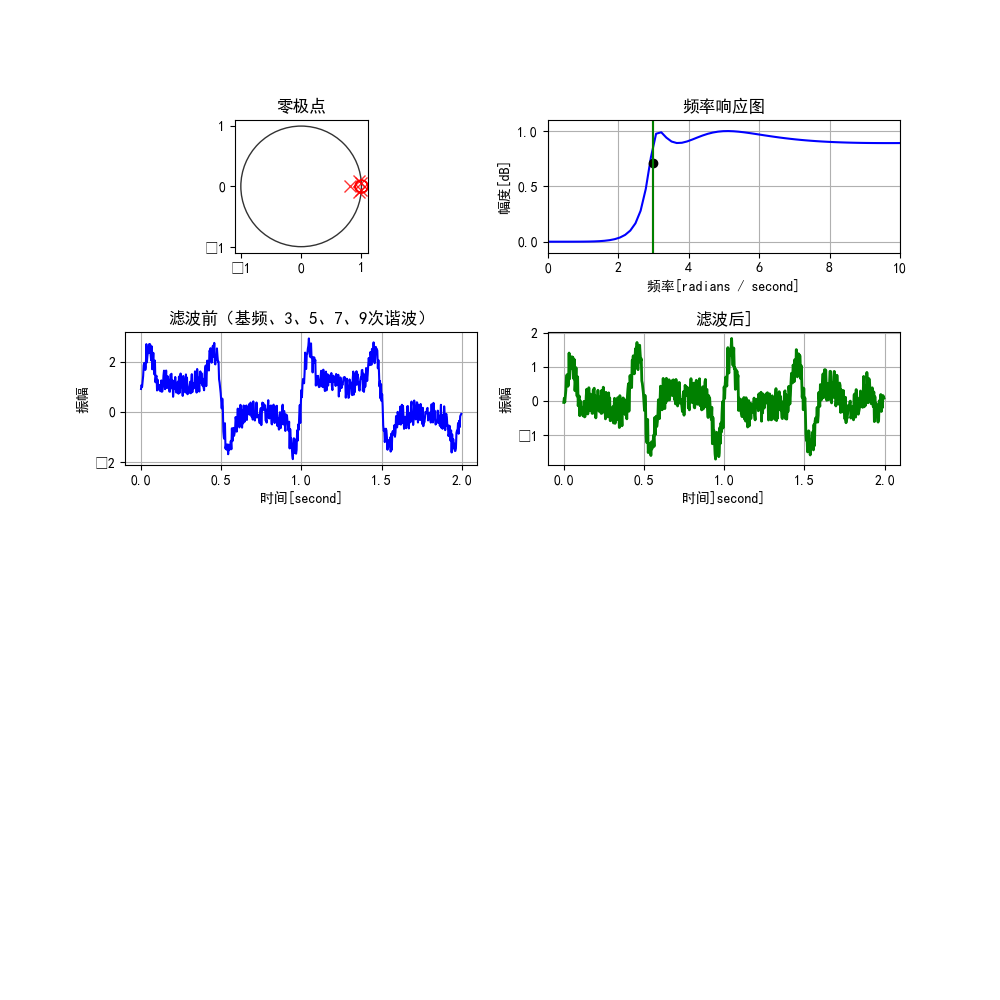 零极点
1
0
□1
□1 0 1
频率响应图
幅度[dB]
1.0
0.5
0.0
0 2 4 6 8 10
频率[radians / second]
滤波前（基频、3、5、7、9次谐波）
振幅
2
0
□2
0.0 0.5 1.0 1.5 2.0
时间[second]
滤波后]
振幅
2
1
0
□1
0.0 0.5 1.0 1.5 2.0
时间]second]